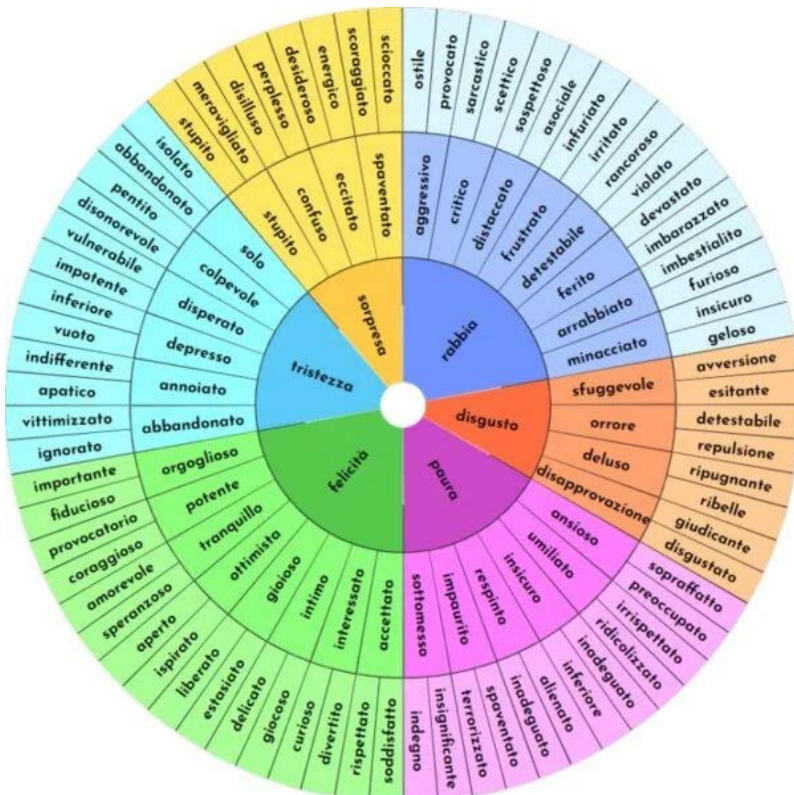 sorpresa
rabbia
disgusto
paura
felicità
tristezza
stupito
confuso
eccitato
spaventato
aggressivo
critico
distaccato
frustrato
detestabile
ferito
arrabbiato
minacciato
sfuggevole
orrore
deluso
disapprovazione
ansioso
umiliato
insicuro
respinto
impaurito
sottomesso
accettato
interessato
intimo
gioioso
ottimista
tranquillo
potente
orgoglioso
abbandonato
annoiato
depresso
disperato
colpevole
solo
stupito
meravigliato
disilluso
perplesso
desideroso
energico
scoraggiato
scioccato
ostile
provocato
sarcastico
scettico
sospettoso
asociale
infuriato
irritato
rancoroso
violato
devastato
imbarazzato
imbestialito
furioso
insicuro
geloso
avversione
esitante
detestabile
repulsione
ripugnante
ribelle
giudicante
disgustato
sopraffatto
preoccupato
irrispettato
ridicolizzato
inadeguato
inferiore
alienato
inadeguato
spaventato
terrorizzato
insignificante
indegno
soddisfatto
rispettato
divertito
curioso
giocoso
delicato
estasiato
liberato
ispirato
aperto
speranzoso
amorevole
coraggioso
provocatorio
fiducioso
importante
ignorato
vittimizzato
apatico
indifferente
vuoto
inferiore
impotente
vulnerabile
disonorevole
pentito
abbandonato
isolato